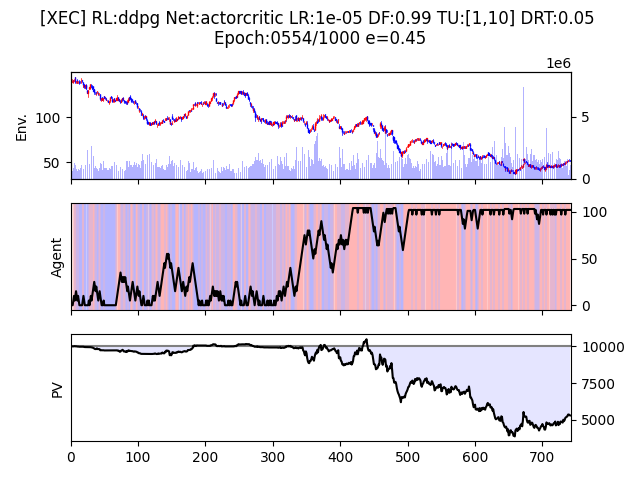 [XEC] RL:ddpg Net:actorcritic LR:1e-05 DF:0.99 TU:[1,10] DRT:0.05
Epoch:0554/1000 e=0.45
1e6
Env.
100
50
5
0
Agent
100
50
0
PV
10000
7500
5000
0 100 200 300 400 500 600 700